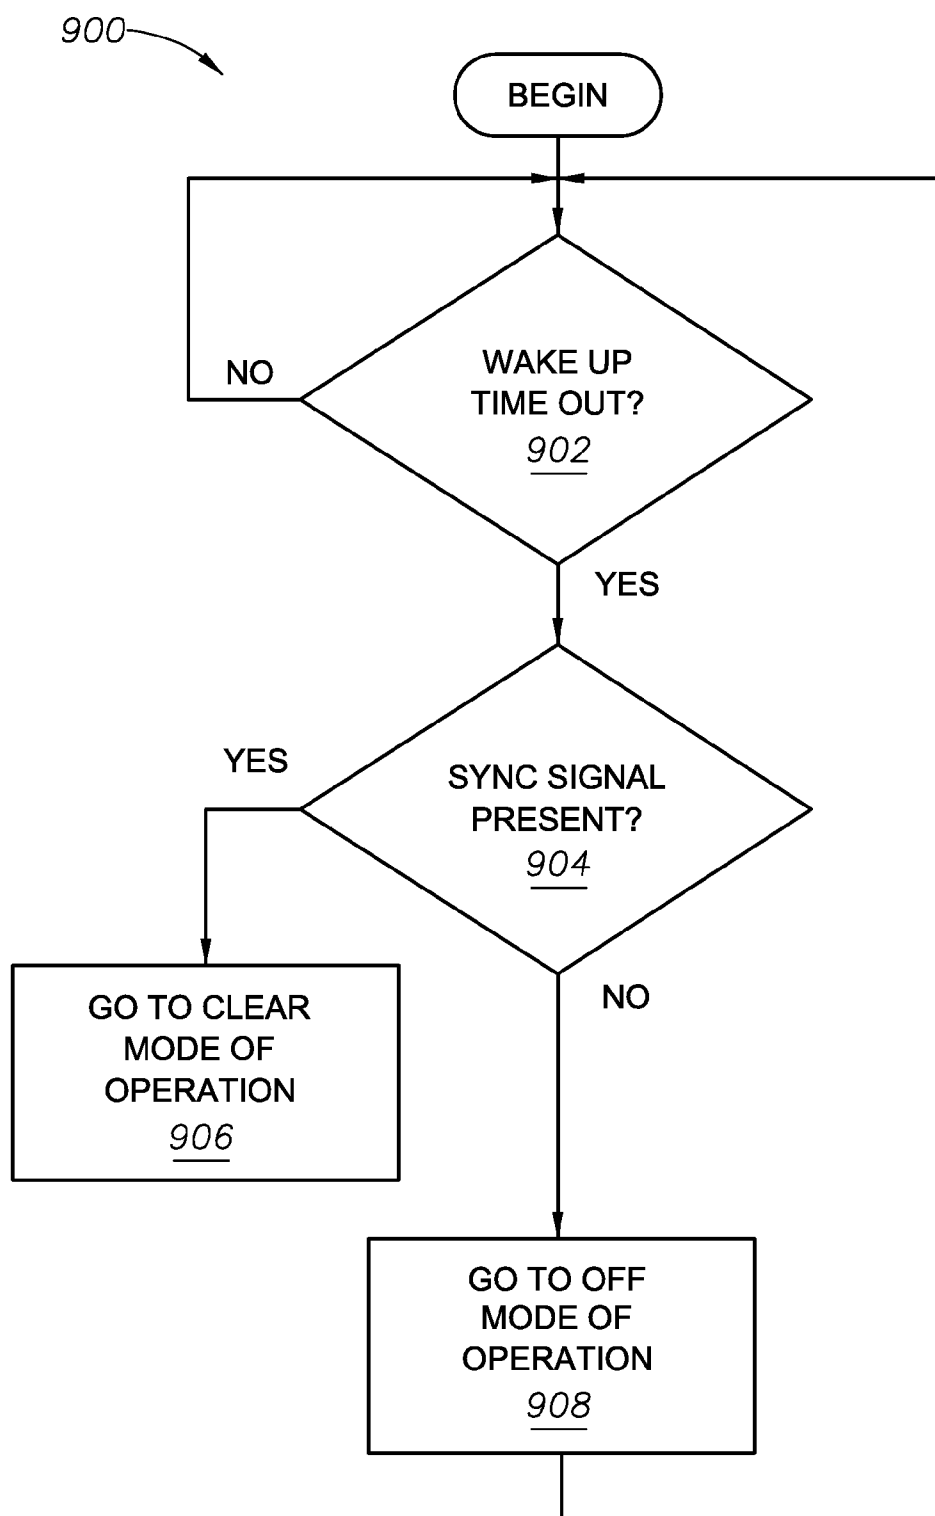 900
BEGIN
WAKE UP
TIME OUT?
902
NO
YES
SYNC SIGNAL
PRESENT?
904
YES
NO
GO TO CLEAR
MODE OF
OPERATION
906
GO TO OFF
MODE OF
OPERATION
908